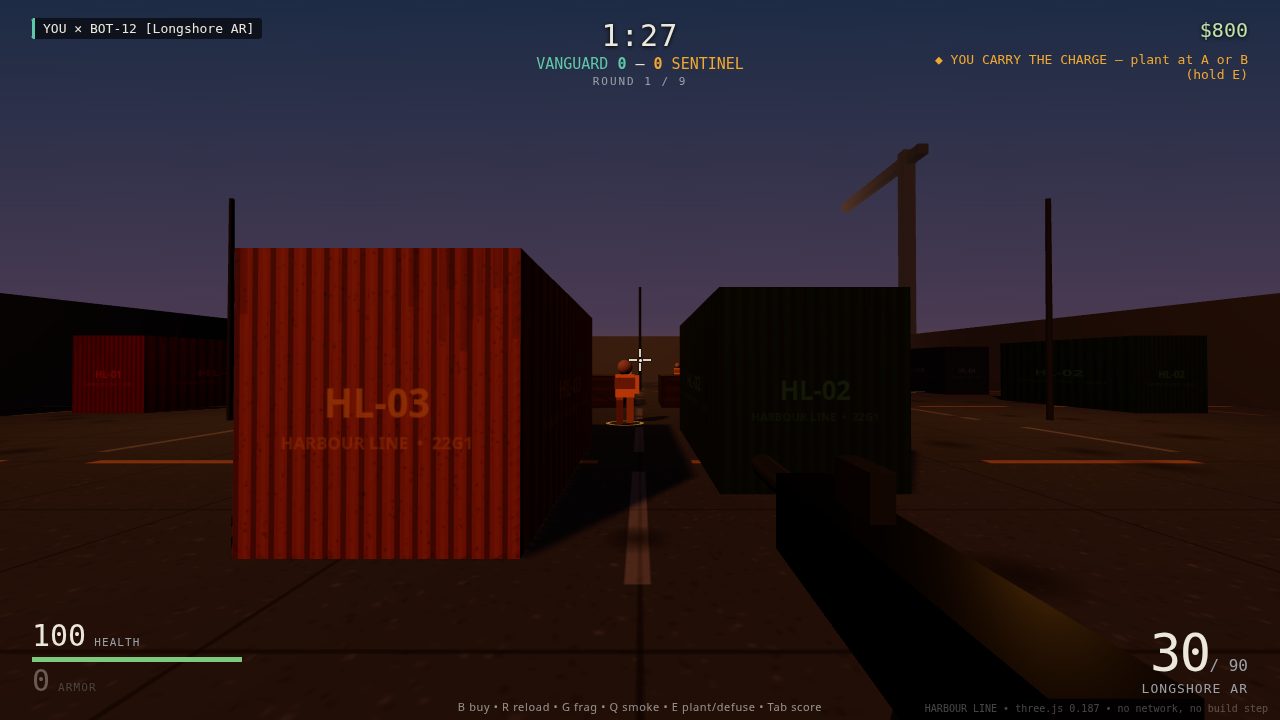 YOU × BOT-12 [Longshore AR]
1:27
VANGUARD 0 — 0 SENTINEL
ROUND 1 / 9
$800
◆ YOU CARRY THE CHARGE — plant at A or B
(hold E)
HL-01
HL-03
HARBOUR LINE • 22G1
HL-02
HARBOUR LINE • 22G1
HL-02
HL-02
100 HEALTH
0 ARMOR
30 / 90
LONGSHORE AR
B buy • R reload • G frag • Q smoke • E plant/defuse • Tab score
HARBOUR LINE • three.js 0.187 • no network, no build step